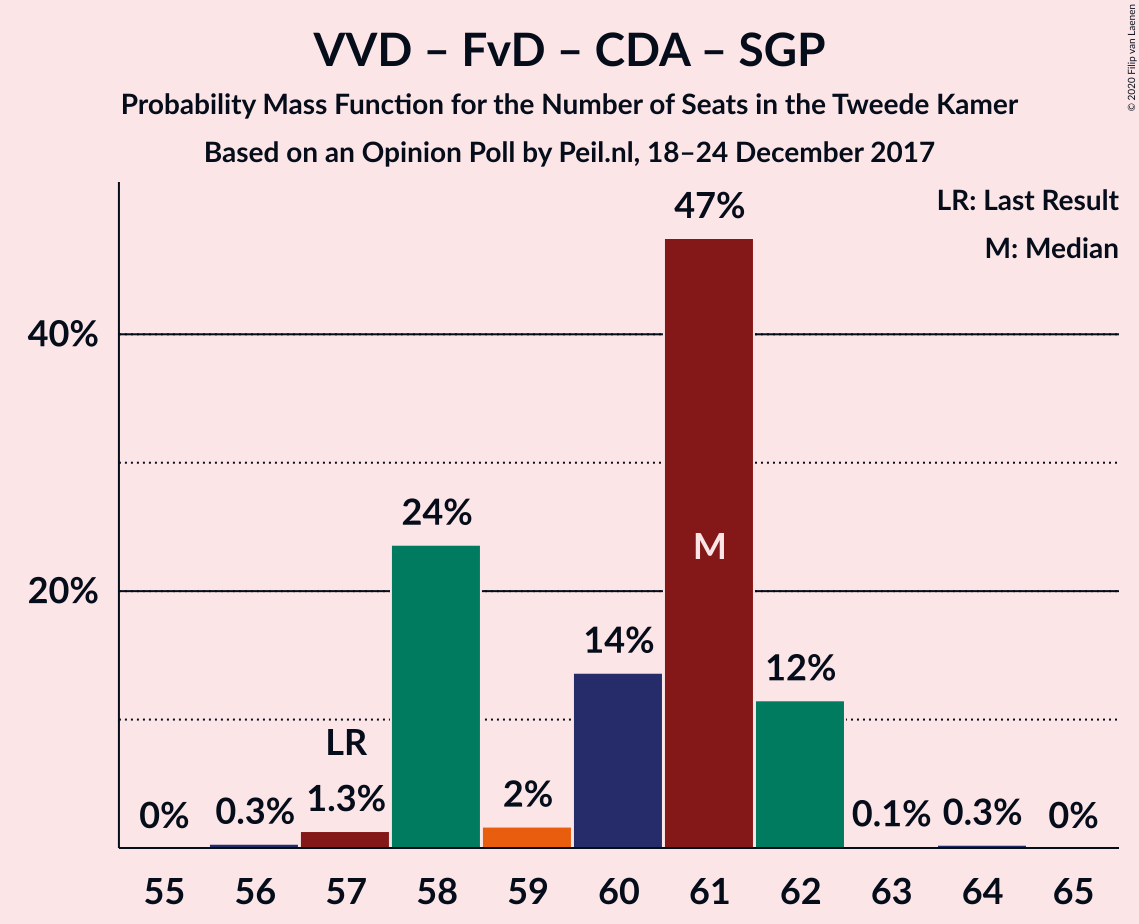 VVD – FvD – CDA – SGP
Probability Mass Function for the Number of Seats in the Tweede Kamer
Based on an Opinion Poll by Peil.nl, 18–24 December 2017
© 2020 Filip van Laenen
LR: Last Result
M: Median
47%
40%
24%
M
20%
14%
12%
LR
0%
0.3%
1.3%
2%
0.1%
0.3%
0%
55 56 57 58 59 60 61 62 63 64 65